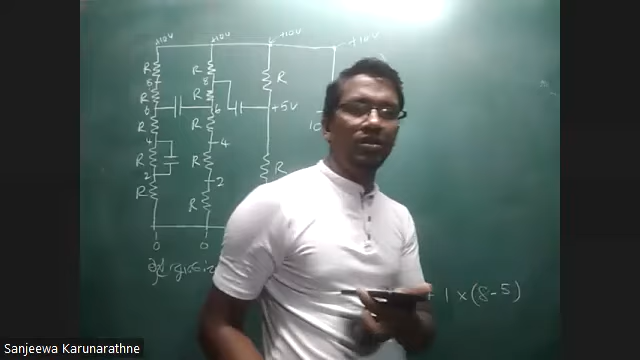 +10V +10V +10V +10V
R R
8 8
R R R
6 6 +5V
R R
4 4
R R R
2 2
R R
0 0
+ 1 × (8 - 5)
Sanjeewa Karunarathne